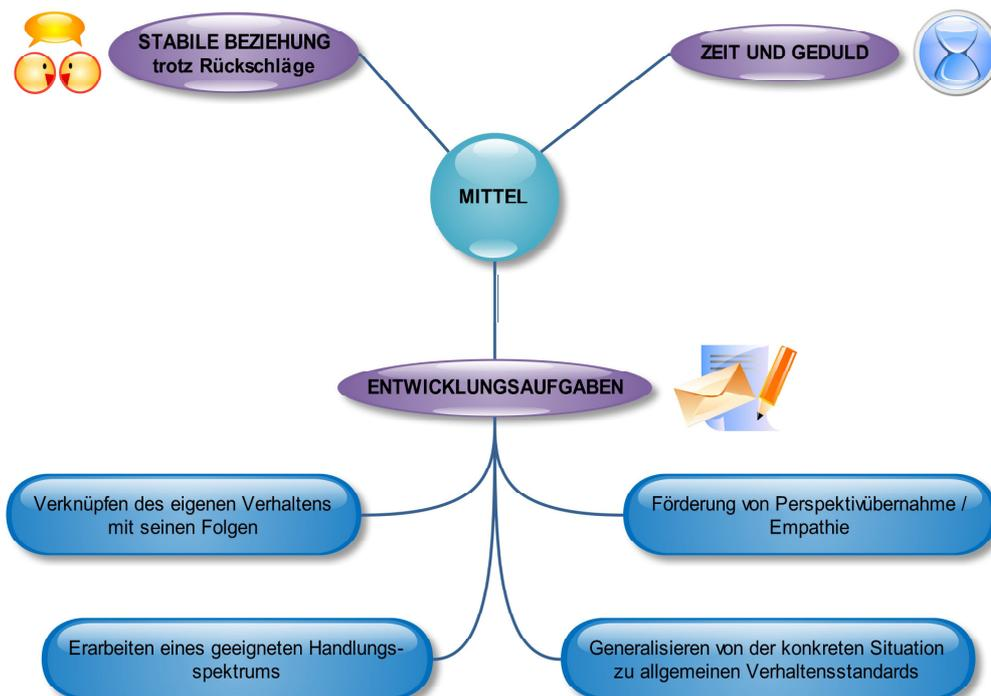 STABILE BEZIEHUNG
trotz Rückschläge
ZEIT UND GEDULD
MITTEL
ENTWICKLUNGSAUFGABEN
Verknüpfen des eigenen Verhaltens
mit seinen Folgen
Förderung von Perspektivübernahme /
Empathie
Erarbeiten eines geeigneten Handlungs-
spektrums
Generalisieren von der konkreten Situation
zu allgemeinen Verhaltensstandards